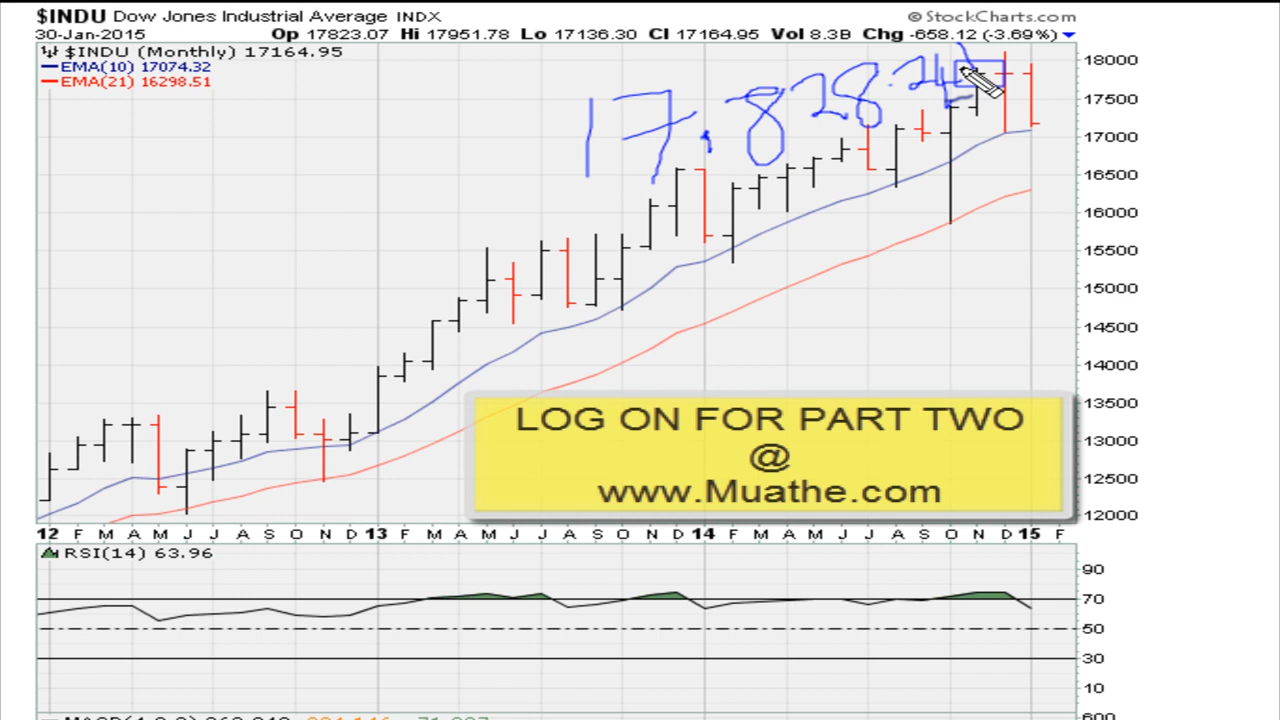 $INDU Dow Jones Industrial Average INDX © StockCharts.com
30-Jan-2015 Op 17823.07 Hi 17951.78 Lo 17136.30 Cl 17164.95 Vol 8.3B Chg -658.12 (-3.69%)
$INDU (Monthly) 17164.95
EMA(10) 17074.32
EMA(21) 16298.51
17.828.24
18000
17500
17000
16500
16000
15500
15000
14500
14000
13500
13000
12500
12000
LOG ON FOR PART TWO
@
www.Muathe.com
12 F M A M J J A S O N D 13 F M A M J J A S O N D 14 F M A M J J A S O N D 15 F
RSI(14) 63.96
90
70
50
30
10